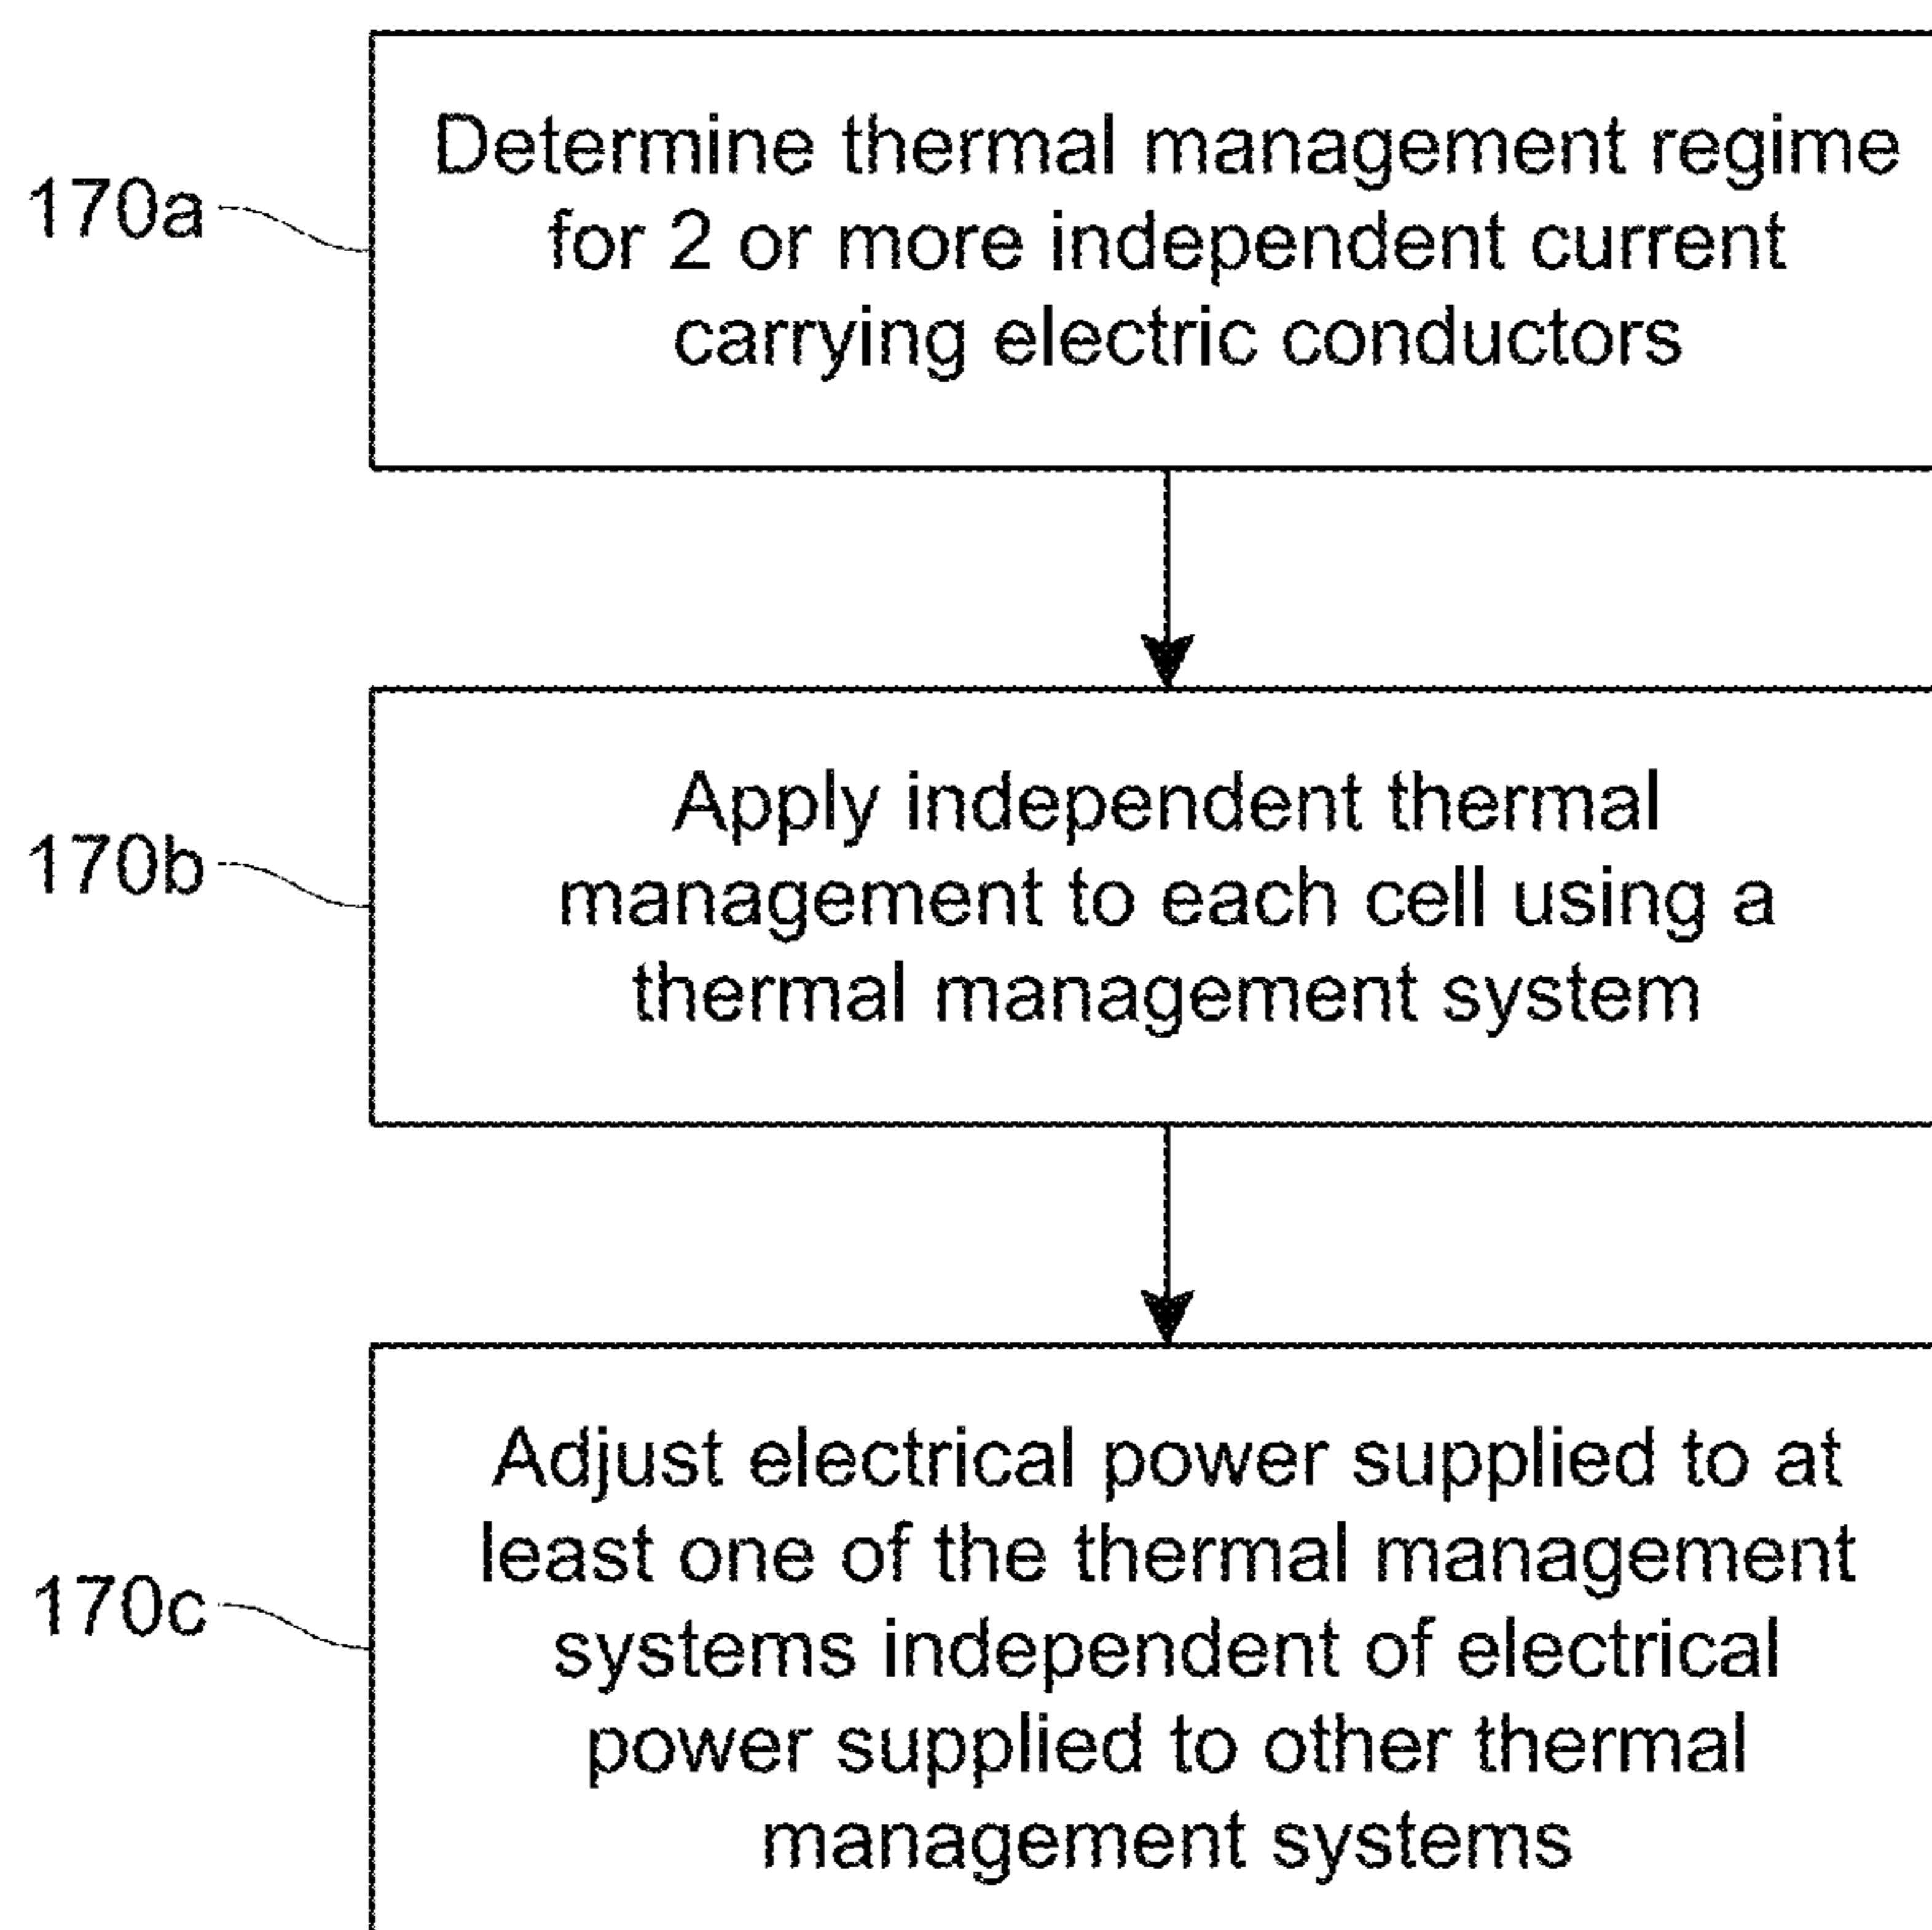 170a
Determine thermal management regime
for 2 or more independent current
carrying electric conductors
170b
Apply independent thermal
management to each cell using a
thermal management system
170c
Adjust electrical power supplied to at
least one of the thermal management
systems independent of electrical
power supplied to other thermal
management systems